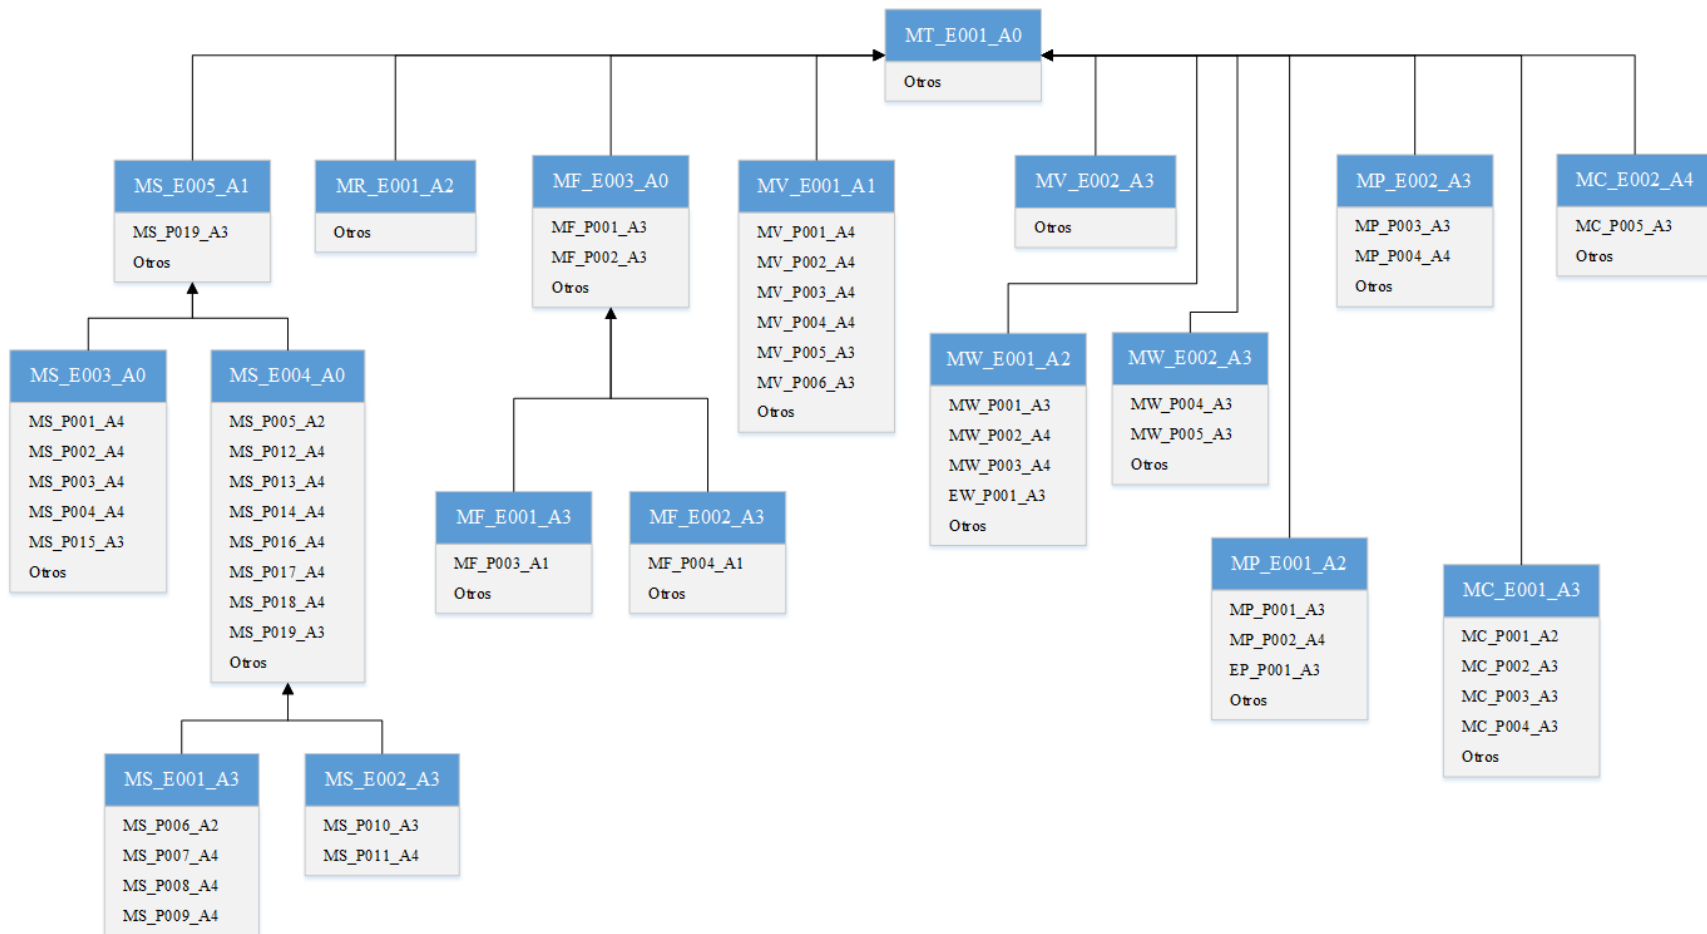 MT_E001_A0
Otros
MS_E005_A1
MS_P019_A3
Otros
MR_E001_A2
Otros
MF_E003_A0
MF_P001_A3
MF_P002_A3
Otros
MV_E001_A1
MV_P001_A4
MV_P002_A4
MV_P003_A4
MV_P004_A4
MV_P005_A3
MV_P006_A3
Otros
MV_E002_A3
Otros
MP_E002_A3
MP_P003_A3
MP_P004_A4
Otros
MC_E002_A4
MC_P005_A3
Otros
MS_E003_A0
MS_P001_A4
MS_P002_A4
MS_P003_A4
MS_P004_A4
MS_P015_A3
Otros
MS_E004_A0
MS_P005_A2
MS_P012_A4
MS_P013_A4
MS_P014_A4
MS_P016_A4
MS_P017_A4
MS_P018_A4
MS_P019_A3
Otros
MW_E001_A2
MW_P001_A3
MW_P002_A4
MW_P003_A4
EW_P001_A3
Otros
MW_E002_A3
MW_P004_A3
MW_P005_A3
Otros
MF_E001_A3
MF_P003_A1
Otros
MF_E002_A3
MF_P004_A1
Otros
MP_E001_A2
MP_P001_A3
MP_P002_A4
EP_P001_A3
Otros
MC_E001_A3
MC_P001_A2
MC_P002_A3
MC_P003_A3
MC_P004_A3
Otros
MS_E001_A3
MS_P006_A2
MS_P007_A4
MS_P008_A4
MS_P009_A4
MS_E002_A3
MS_P010_A3
MS_P011_A4